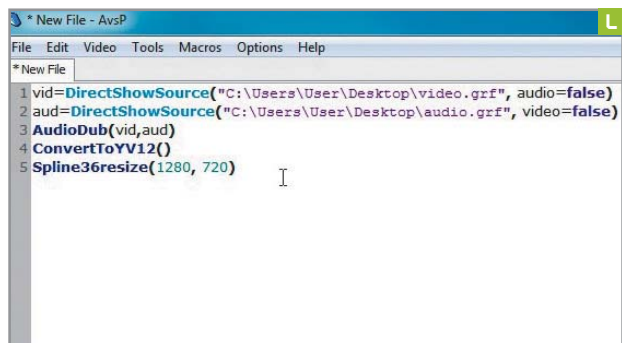 * New File - AvsP
L
File Edit Video Tools Macros Options Help
* New File
1 vid=DirectShowSource("C:\Users\User\Desktop\video.grf", audio=false)
2 aud=DirectShowSource("C:\Users\User\Desktop\audio.grf", video=false)
3 AudioDub(vid,aud)
4 ConvertToYV12()
5 Spline36resize(1280, 720)